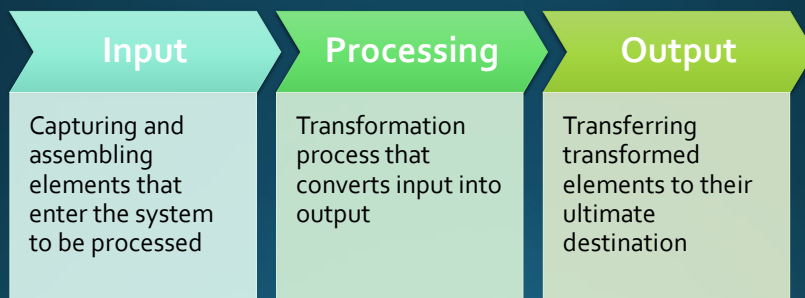 Input
Capturing and
assembling
elements that
enter the system
to be processed
Processing
Transformation
process that
converts input into
output
Output
Transferring
transformed
elements to their
ultimate
destination